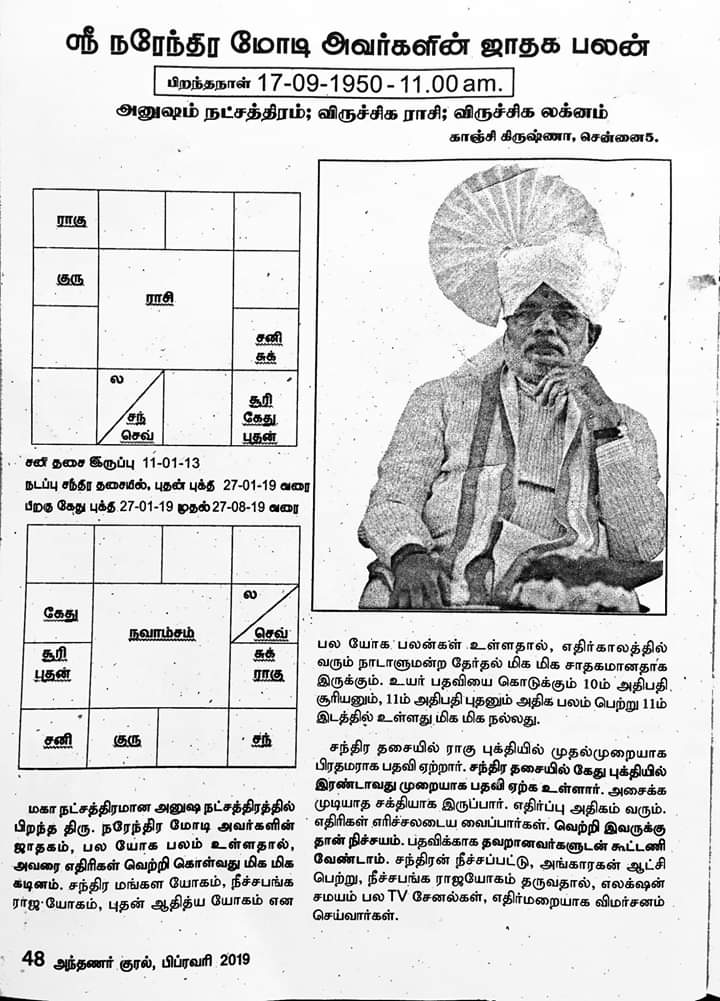 ஸ்ரீ நரேந்திர மோடி அவர்களின் ஜாதக பலன்
பிறந்தநாள் 17-09-1950 - 11.00 am.
அனுஷம் நட்சத்திரம்; விருச்சிக ராசி; விருச்சிக லக்னம்
காஞ்சி கிருஷ்ணா, சென்னை5.
ராகு
குரு
ராசி
சனி
சுக்
ல
சந்
செவ்
சூரி
கேது
புதன்
சனி தசை இருப்பு 11-01-13
நடப்பு சந்திர தசையில், புதன் புக்தி 27-01-19 வரை
பிறகு கேது புக்தி 27-01-19 முதல் 27-08-19 வரை
கேது
நவாம்சம்
ல
செவ்
சூரி
புதன்
சுக்
ராகு
சனி
குரு
சந்
மகா நட்சத்திரமான அனுஷ நட்சத்திரத்தில்
பிறந்த திரு. நரேந்திர மோடி அவர்களின்
ஜாதகம், பல யோக பலம் உள்ளதால்,
அவரை எதிரிகள் வெற்றி கொள்வது மிக மிக
கடினம். சந்திர மங்கள யோகம், நீச்சபங்க
ராஜ யோகம், புதன் ஆதித்ய யோகம் என
பல யோக பலன்கள் உள்ளதால், எதிர்காலத்தில்
வரும் நாடாளுமன்ற தேர்தல் மிக மிக சாதகமானதாக
இருக்கும். உயர் பதவியை கொடுக்கும் 10ம் அதிபதி
சூரியனும், 11ம் அதிபதி புதனும் அதிக பலம் பெற்று 11ம்
இடத்தில் உள்ளது மிக மிக நல்லது.
சந்திர தசையில் ராகு புக்தியில் முதல்முறையாக
பிரதமராக பதவி ஏற்றார். சந்திர தசையில் கேது புக்தியில்
இரண்டாவது முறையாக பதவி ஏற்க உள்ளார். அசைக்க
முடியாத சக்தியாக இருப்பார். எதிர்ப்பு அதிகம் வரும்.
எதிரிகள் எரிச்சலடைய வைப்பார்கள். வெற்றி இவருக்கு
தான் நிச்சயம். பதவிக்காக தவறானவர்களுடன் கூட்டணி
வேண்டாம். சந்திரன் நீச்சப்பட்டு, அங்காரகன் ஆட்சி
பெற்று, நீச்சபங்க ராஜயோகம் தருவதால், எலக்‌ஷன்
சமயம் பல TV சேனல்கள், எதிர்மறையாக விமர்சனம்
செய்வார்கள்.
48 அந்தணர் குரல், பிப்ரவரி 2019